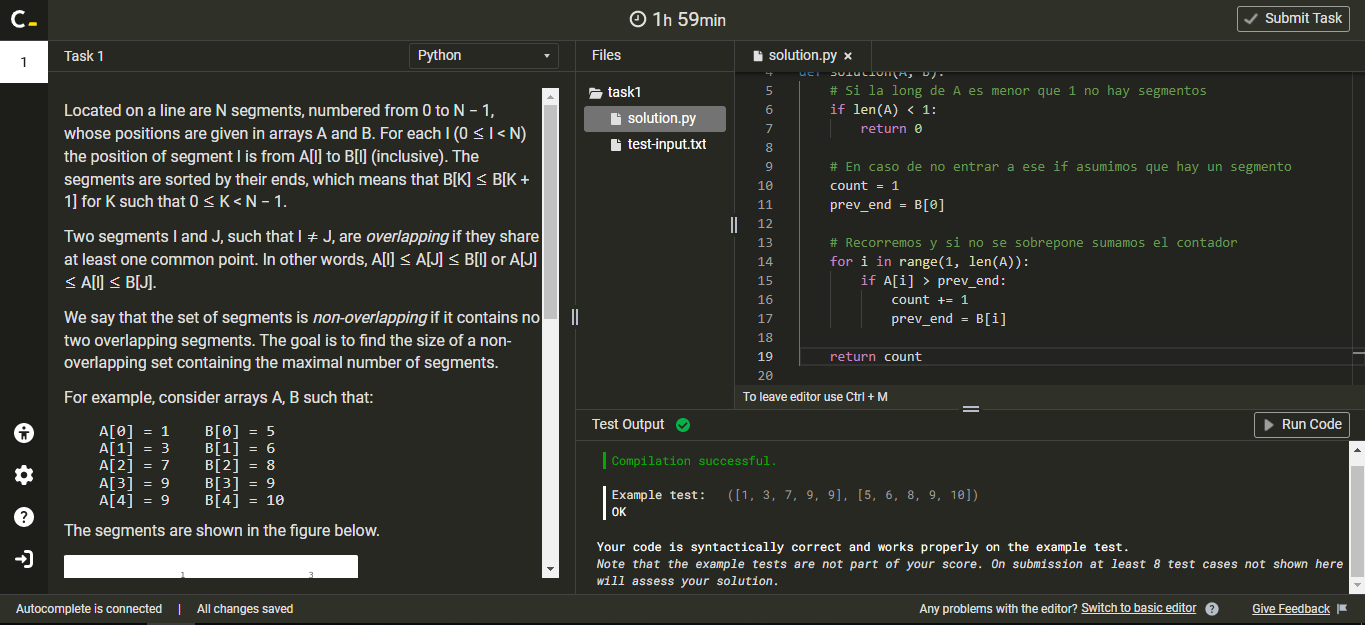 C_
1h 59min
Submit Task
1
Task 1
Python
Files
solution.py
task1
solution.py
test-input.txt
Located on a line are N segments, numbered from 0 to N − 1,
whose positions are given in arrays A and B. For each I (0 ≤ I < N)
the position of segment I is from A[I] to B[I] (inclusive). The
segments are sorted by their ends, which means that B[K] ≤ B[K +
1] for K such that 0 ≤ K < N − 1.
Two segments I and J, such that I ≠ J, are overlapping if they share
at least one common point. In other words, A[I] ≤ A[J] ≤ B[I] or A[J]
≤ A[I] ≤ B[J].
We say that the set of segments is non-overlapping if it contains no
two overlapping segments. The goal is to find the size of a non-
overlapping set containing the maximal number of segments.
For example, consider arrays A, B such that:
A[0] = 1    B[0] = 5
A[1] = 3    B[1] = 6
A[2] = 7    B[2] = 8
A[3] = 9    B[3] = 9
A[4] = 9    B[4] = 10
The segments are shown in the figure below.
1 3
4 def solution(A, B):
5 # Si la long de A es menor que 1 no hay segmentos
6 if len(A) < 1:
7 return 0
8
9 # En caso de no entrar a ese if asumimos que hay un segmento
10 count = 1
11 prev_end = B[0]
12
13 # Recorremos y si no se sobrepone sumamos el contador
14 for i in range(1, len(A)):
15 if A[i] > prev_end:
16 count += 1
17 prev_end = B[i]
18
19 return count
20
To leave editor use Ctrl + M
Test Output
Run Code
Compilation successful.
Example test:   ([1, 3, 7, 9, 9], [5, 6, 8, 9, 10])
OK
Your code is syntactically correct and works properly on the example test.
Note that the example tests are not part of your score. On submission at least 8 test cases not shown here
will assess your solution.
Autocomplete is connected | All changes saved
Any problems with the editor? Switch to basic editor ?
Give Feedback